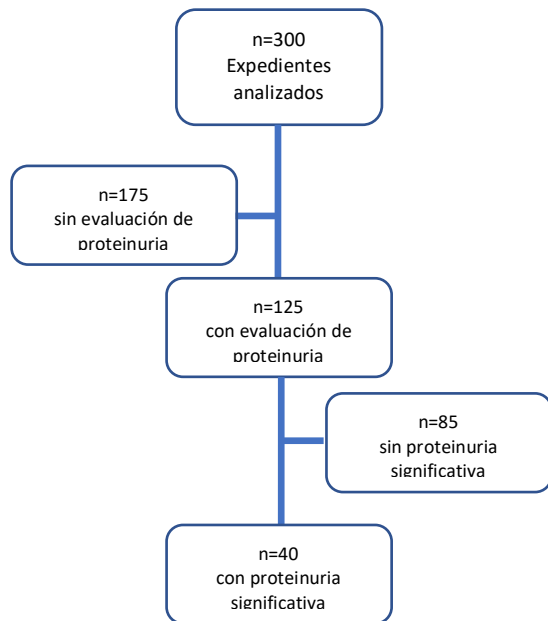 n=300
Expedientes
analizados
n=175
sin evaluación de
proteinuria
n=125
con evaluación de
proteinuria
n=85
sin proteinuria
significativa
n=40
con proteinuria
significativa